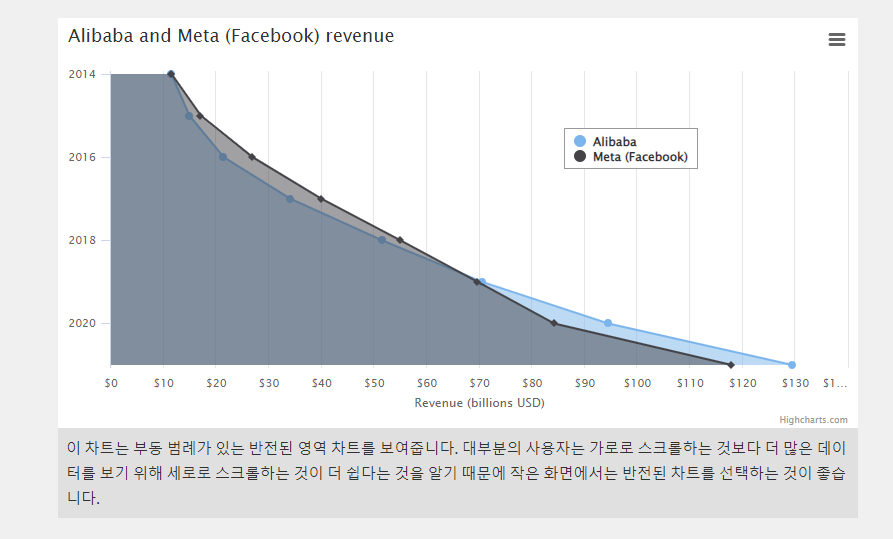 Alibaba and Meta (Facebook) revenue
2014
2016
2018
2020
Alibaba
Meta (Facebook)
$0 $10 $20 $30 $40 $50 $60 $70 $80 $90 $100 $110 $120 $130 $1...
Revenue (billions USD)
Highcharts.com
이 차트는 부동 범례가 있는 반전된 영역 차트를 보여줍니다. 대부분의 사용자는 가로로 스크롤하는 것보다 더 많은 데이
터를 보기 위해 세로로 스크롤하는 것이 더 쉽다는 것을 알기 때문에 작은 화면에서는 반전된 차트를 선택하는 것이 좋습
니다.